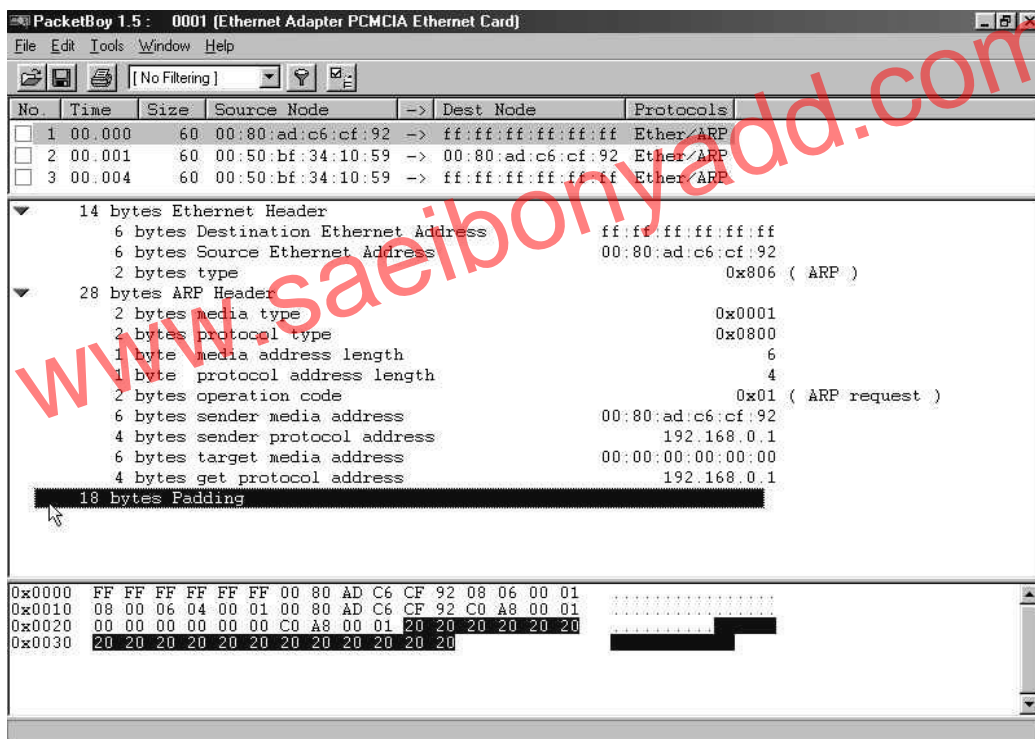 PacketBoy 1.5 : 0001 (Ethernet Adapter PCMCIA Ethernet Card)
File Edit Tools Window Help
[ No Filtering ]
No. Time Size Source Node -> Dest Node Protocols
1 00.000 60 00:80:ad:c6:cf:92 -> ff:ff:ff:ff:ff:ff Ether/ARP
2 00.001 60 00:50:bf:34:10:59 -> 00:80:ad:c6:cf:92 Ether/ARP
3 00.004 60 00:50:bf:34:10:59 -> ff:ff:ff:ff:ff:ff Ether/ARP
14 bytes Ethernet Header
6 bytes Destination Ethernet Address ff:ff:ff:ff:ff:ff
6 bytes Source Ethernet Address 00:80:ad:c6:cf:92
2 bytes type 0x806 ( ARP )
28 bytes ARP Header
2 bytes media type 0x0001
2 bytes protocol type 0x0800
1 byte media address length 6
1 byte protocol address length 4
2 bytes operation code 0x01 ( ARP request )
6 bytes sender media address 00:80:ad:c6:cf:92
4 bytes sender protocol address 192.168.0.1
6 bytes target media address 00:00:00:00:00:00
4 bytes get protocol address 192.168.0.1
18 bytes Padding
0x0000 FF FF FF FF FF FF 00 80 AD C6 CF 92 08 06 00 01 ................
0x0010 08 00 06 04 00 01 00 80 AD C6 CF 92 C0 A8 00 01 ................
0x0020 00 00 00 00 00 00 C0 A8 00 01 20 20 20 20 20 20 ..........
0x0030 20 20 20 20 20 20 20 20 20 20 20 20
www.saeibonyadd.com